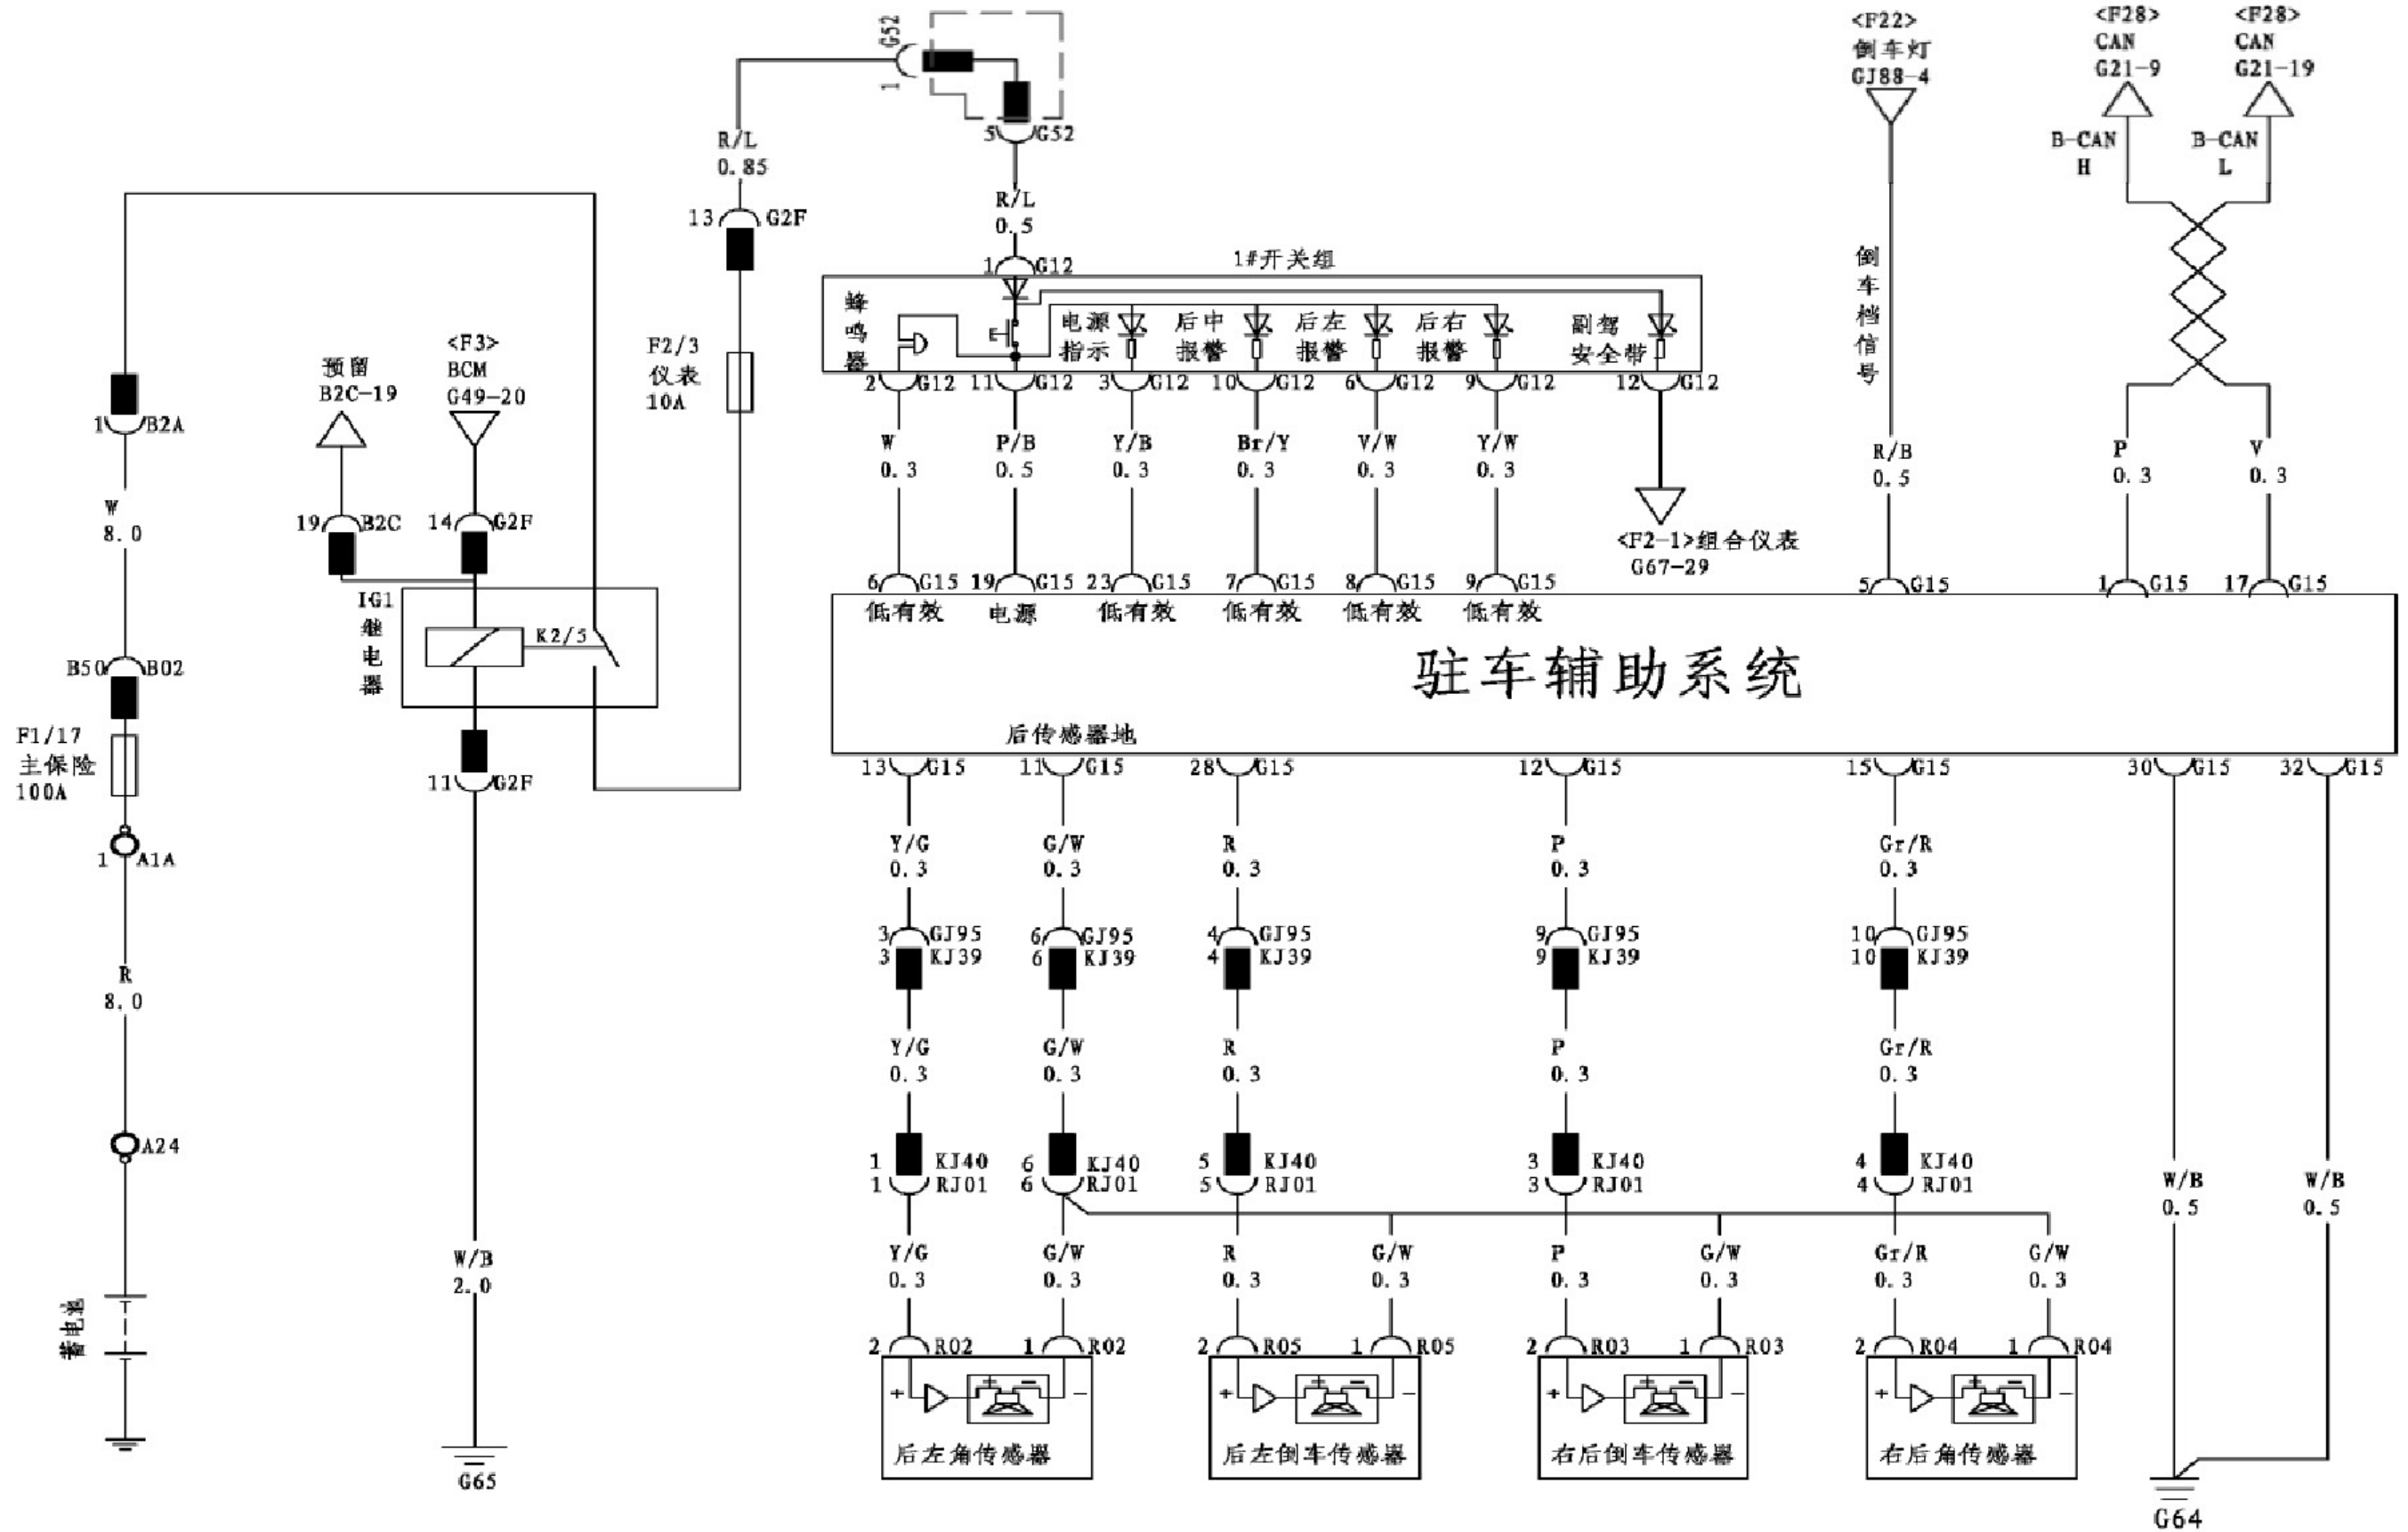 1 G52
<F22>
倒车灯
GJ88-4
<F28>
CAN
G21-9
<F28>
CAN
G21-19
5 G52
R/L
0.85
B-CAN
H
B-CAN
L
R/L
0.5
13 G2F
1 G12
1#开关组
倒车档信号
蜂鸣器
E
电源
指示
后中
报警
后左
报警
后右
报警
副驾
安全带
F2/3
仪表
10A
<F3>
BCM
G49-20
预留
B2C-19
2 G12
11 G12
3 G12
10 G12
6 G12
9 G12
12 G12
1 B2A
W
0.3
P/B
0.5
Y/B
0.3
Br/Y
0.3
V/W
0.3
Y/W
0.3
R/B
0.5
P
0.3
V
0.3
W
8.0
19 B2C
14 G2F
<F2-1>组合仪表
G67-29
6 G15
19 G15
23 G15
7 G15
8 G15
9 G15
5 G15
1 G15
17 G15
低有效
电源
低有效
低有效
低有效
低有效
IG1
继电器
K2/5
B50 B02
驻车辅助系统
后传感器地
F1/17
主保险
100A
11 G2F
13 G15
11 G15
28 G15
12 G15
15 G15
30 G15
32 G15
1 A1A
Y/G
0.3
G/W
0.3
R
0.3
P
0.3
Gr/R
0.3
3 GJ95
3 KJ39
6 GJ95
6 KJ39
4 GJ95
4 KJ39
9 GJ95
9 KJ39
10 GJ95
10 KJ39
R
8.0
Y/G
0.3
G/W
0.3
R
0.3
P
0.3
Gr/R
0.3
A24
1 KJ40
1 RJ01
6 KJ40
6 RJ01
5 KJ40
5 RJ01
3 KJ40
3 RJ01
4 KJ40
4 RJ01
W/B
0.5
W/B
0.5
W/B
2.0
Y/G
0.3
G/W
0.3
R
0.3
G/W
0.3
P
0.3
G/W
0.3
Gr/R
0.3
G/W
0.3
蓄电池
2 R02
1 R02
2 R05
1 R05
2 R03
1 R03
2 R04
1 R04
+ + - -
+ + - -
+ + - -
+ + - -
后左角传感器
后左倒车传感器
右后倒车传感器
右后角传感器
G65
G64